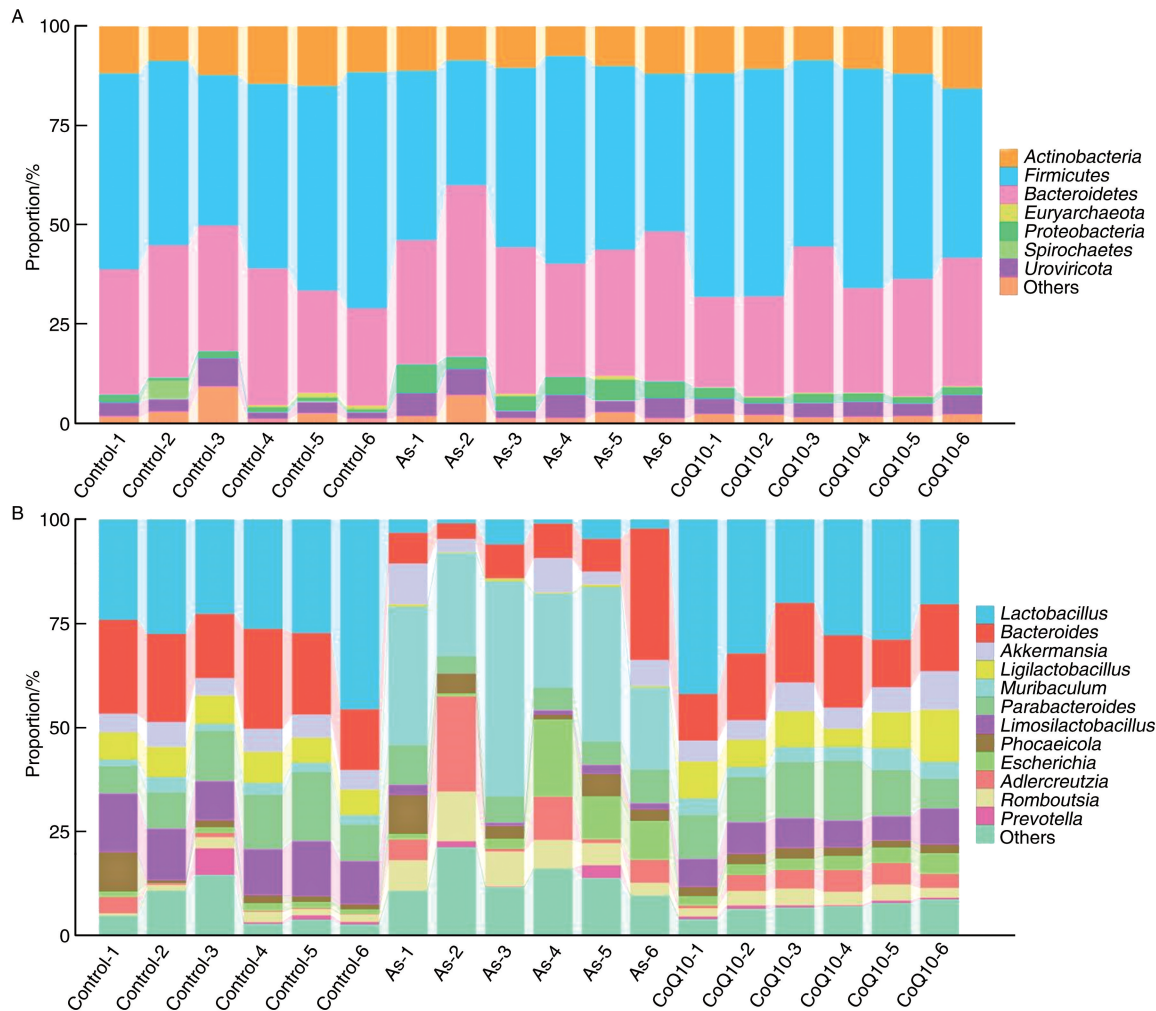 A
100
75
50
25
0
Proportion/%
Actinobacteria
Firmicutes
Bacteroidetes
Euryarchaeota
Proteobacteria
Spirochaetes
Uroviricota
Others
Control-1
Control-2
Control-3
Control-4
Control-5
Control-6
As-1
As-2
As-3
As-4
As-5
As-6
CoQ10-1
CoQ10-2
CoQ10-3
CoQ10-4
CoQ10-5
CoQ10-6
B
100
75
50
25
0
Proportion/%
Lactobacillus
Bacteroides
Akkermansia
Ligilactobacillus
Muribaculum
Parabacteroides
Limosilactobacillus
Phocaeicola
Escherichia
Adlercreutzia
Romboutsia
Prevotella
Others
Control-1
Control-2
Control-3
Control-4
Control-5
Control-6
As-1
As-2
As-3
As-4
As-5
As-6
CoQ10-1
CoQ10-2
CoQ10-3
CoQ10-4
CoQ10-5
CoQ10-6